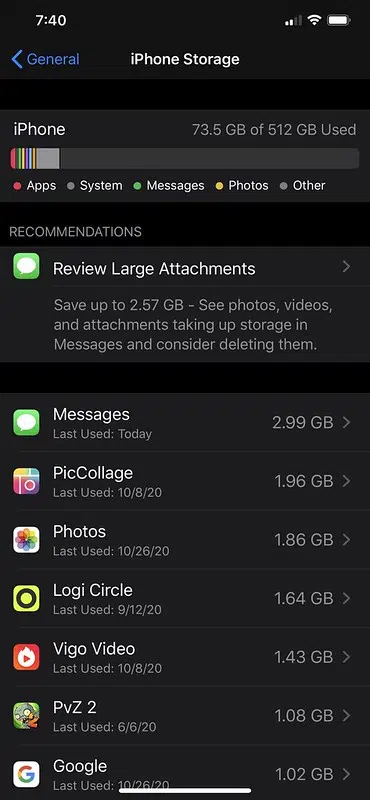 7:40
General
iPhone Storage
iPhone
73.5 GB of 512 GB Used
Apps
System
Messages
Photos
Other
RECOMMENDATIONS
Review Large Attachments
Save up to 2.57 GB - See photos, videos,
and attachments taking up storage in
Messages and consider deleting them.
Messages
2.99 GB
Last Used: Today
PicCollage
1.96 GB
Last Used: 10/8/20
Photos
1.86 GB
Last Used: 10/26/20
Logi Circle
1.64 GB
Last Used: 9/12/20
Vigo Video
1.43 GB
Last Used: 10/8/20
PvZ 2
1.08 GB
Last Used: 6/6/20
Google
1.02 GB
Last Used: 10/26/20